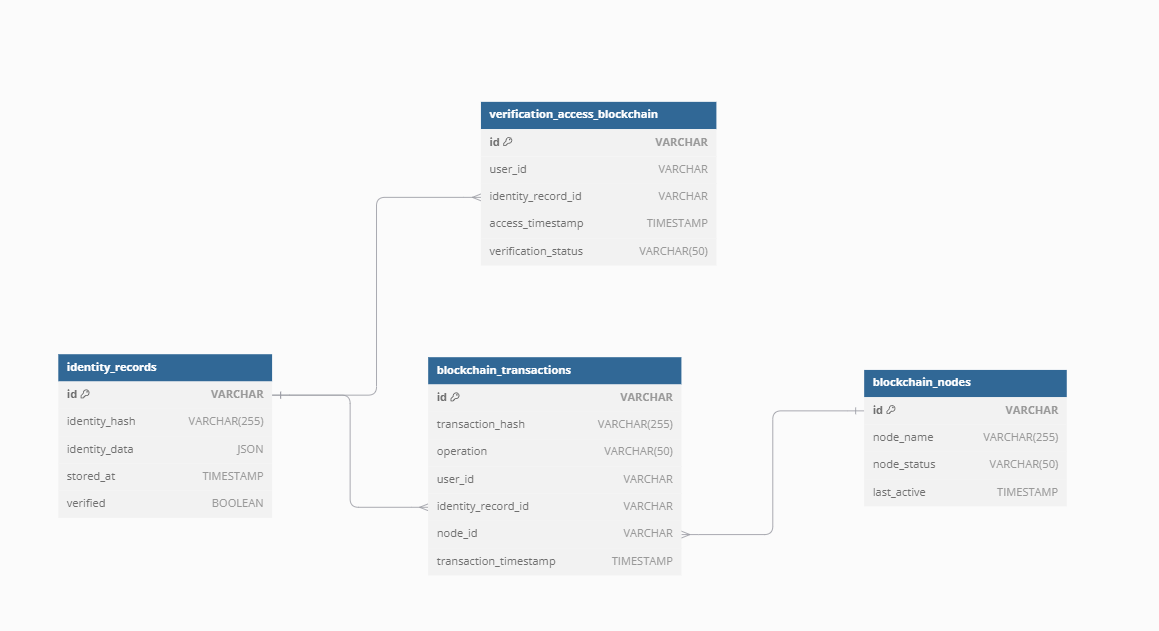 verification_access_blockchain
id VARCHAR
user_id VARCHAR
identity_record_id VARCHAR
access_timestamp TIMESTAMP
verification_status VARCHAR(50)
identity_records
id VARCHAR
identity_hash VARCHAR(255)
identity_data JSON
stored_at TIMESTAMP
verified BOOLEAN
blockchain_transactions
id VARCHAR
transaction_hash VARCHAR(255)
operation VARCHAR(50)
user_id VARCHAR
identity_record_id VARCHAR
node_id VARCHAR
transaction_timestamp TIMESTAMP
blockchain_nodes
id VARCHAR
node_name VARCHAR(255)
node_status VARCHAR(50)
last_active TIMESTAMP